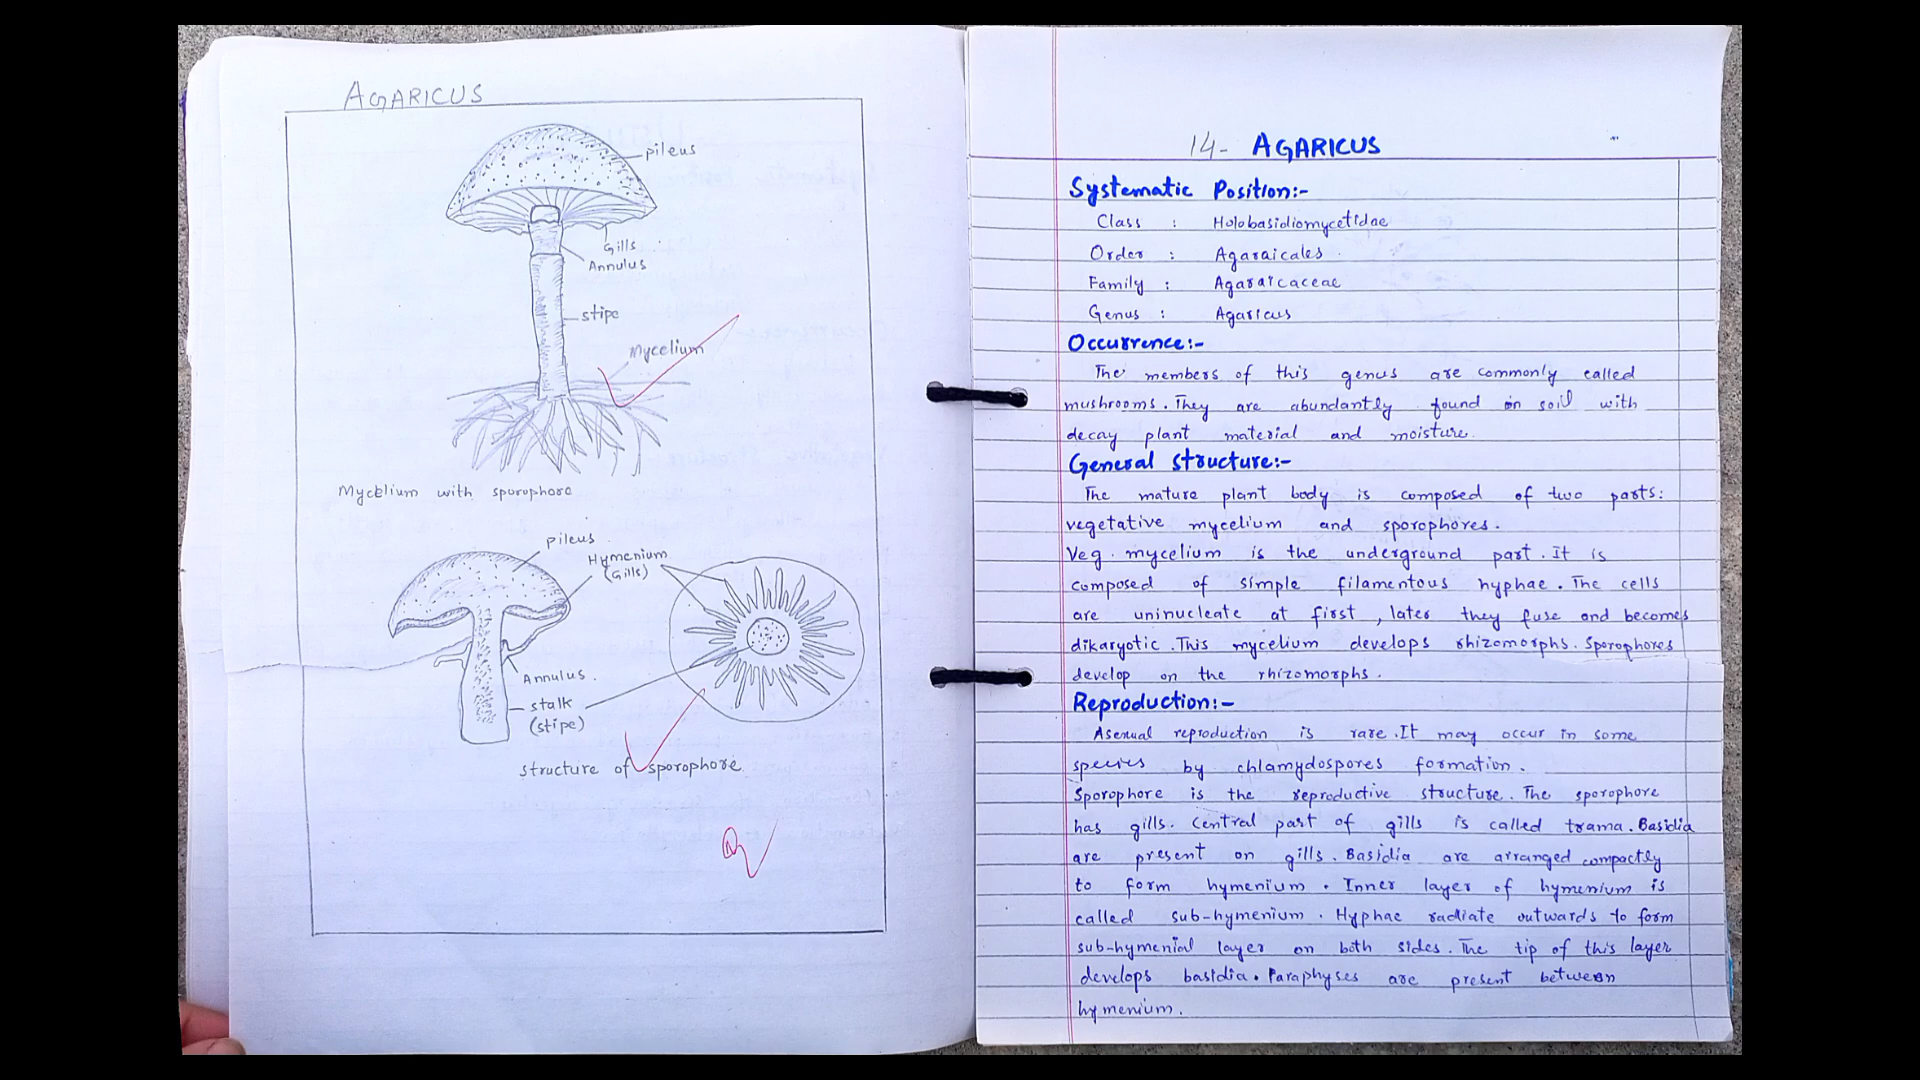 AGARICUS
pileus
Gills
Annulus
stipe
Mycelium
Mycelium with sporophore
pileus
Hymenium
(Gills)
Annulus.
stalk
(stipe)
structure of sporophore
14- AGARICUS
Systematic Position:-
Class : Holobasidiomycetidae
Order : Agaraicales
Family : Agaraicaceae
Genus : Agaricus
Occurrence:-
The members of this genus are commonly called
mushrooms. They are abundantly found on soil with
decay plant material and moisture.
General structure:-
The mature plant body is composed of two parts:
vegetative mycelium and sporophores.
Veg. mycelium is the underground part. It is
composed of simple filamentous hyphae. The cells
are uninucleate at first, later they fuse and becomes
dikaryotic. This mycelium develops rhizomorphs. Sporophores
develop on the rhizomorphs.
Reproduction:-
Asexual reproduction is rare. It may occur in some
species by chlamydospores formation.
Sporophore is the reproductive structure. The sporophore
has gills. Central part of gills is called trama. Basidia
are present on gills. Basidia are arranged compactly
to form hymenium. Inner layer of hymenium is
called sub-hymenium. Hyphae radiate outwards to form
sub-hymenial layer on both sides. The tip of this layer
develops basidia. Paraphyses are present between
hymenium.